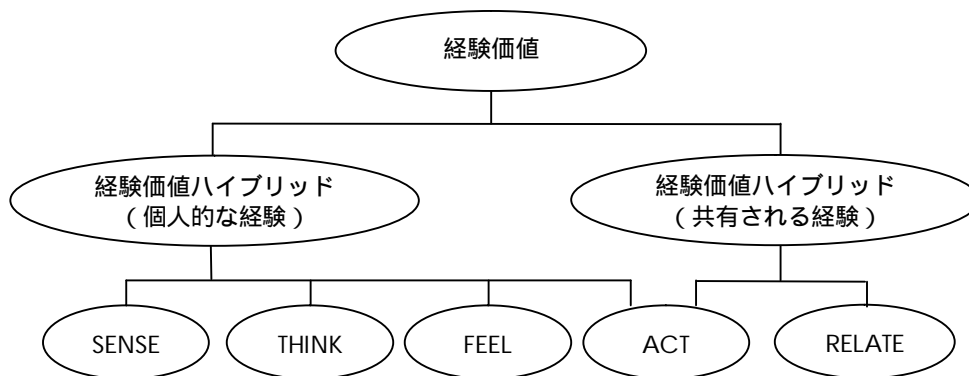 経験価値
経験価値ハイブリッド
（個人的な経験）
経験価値ハイブリッド
（共有される経験）
SENSE
THINK
FEEL
ACT
RELATE